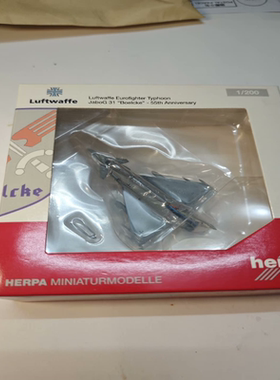 Luftwaffe
Luftwaffe Eurofighter Typhoon
JaboG 31 "Boelcke" - 55th Anniversary
1/200
lcke
HERPA MINIATURMODELLE
her